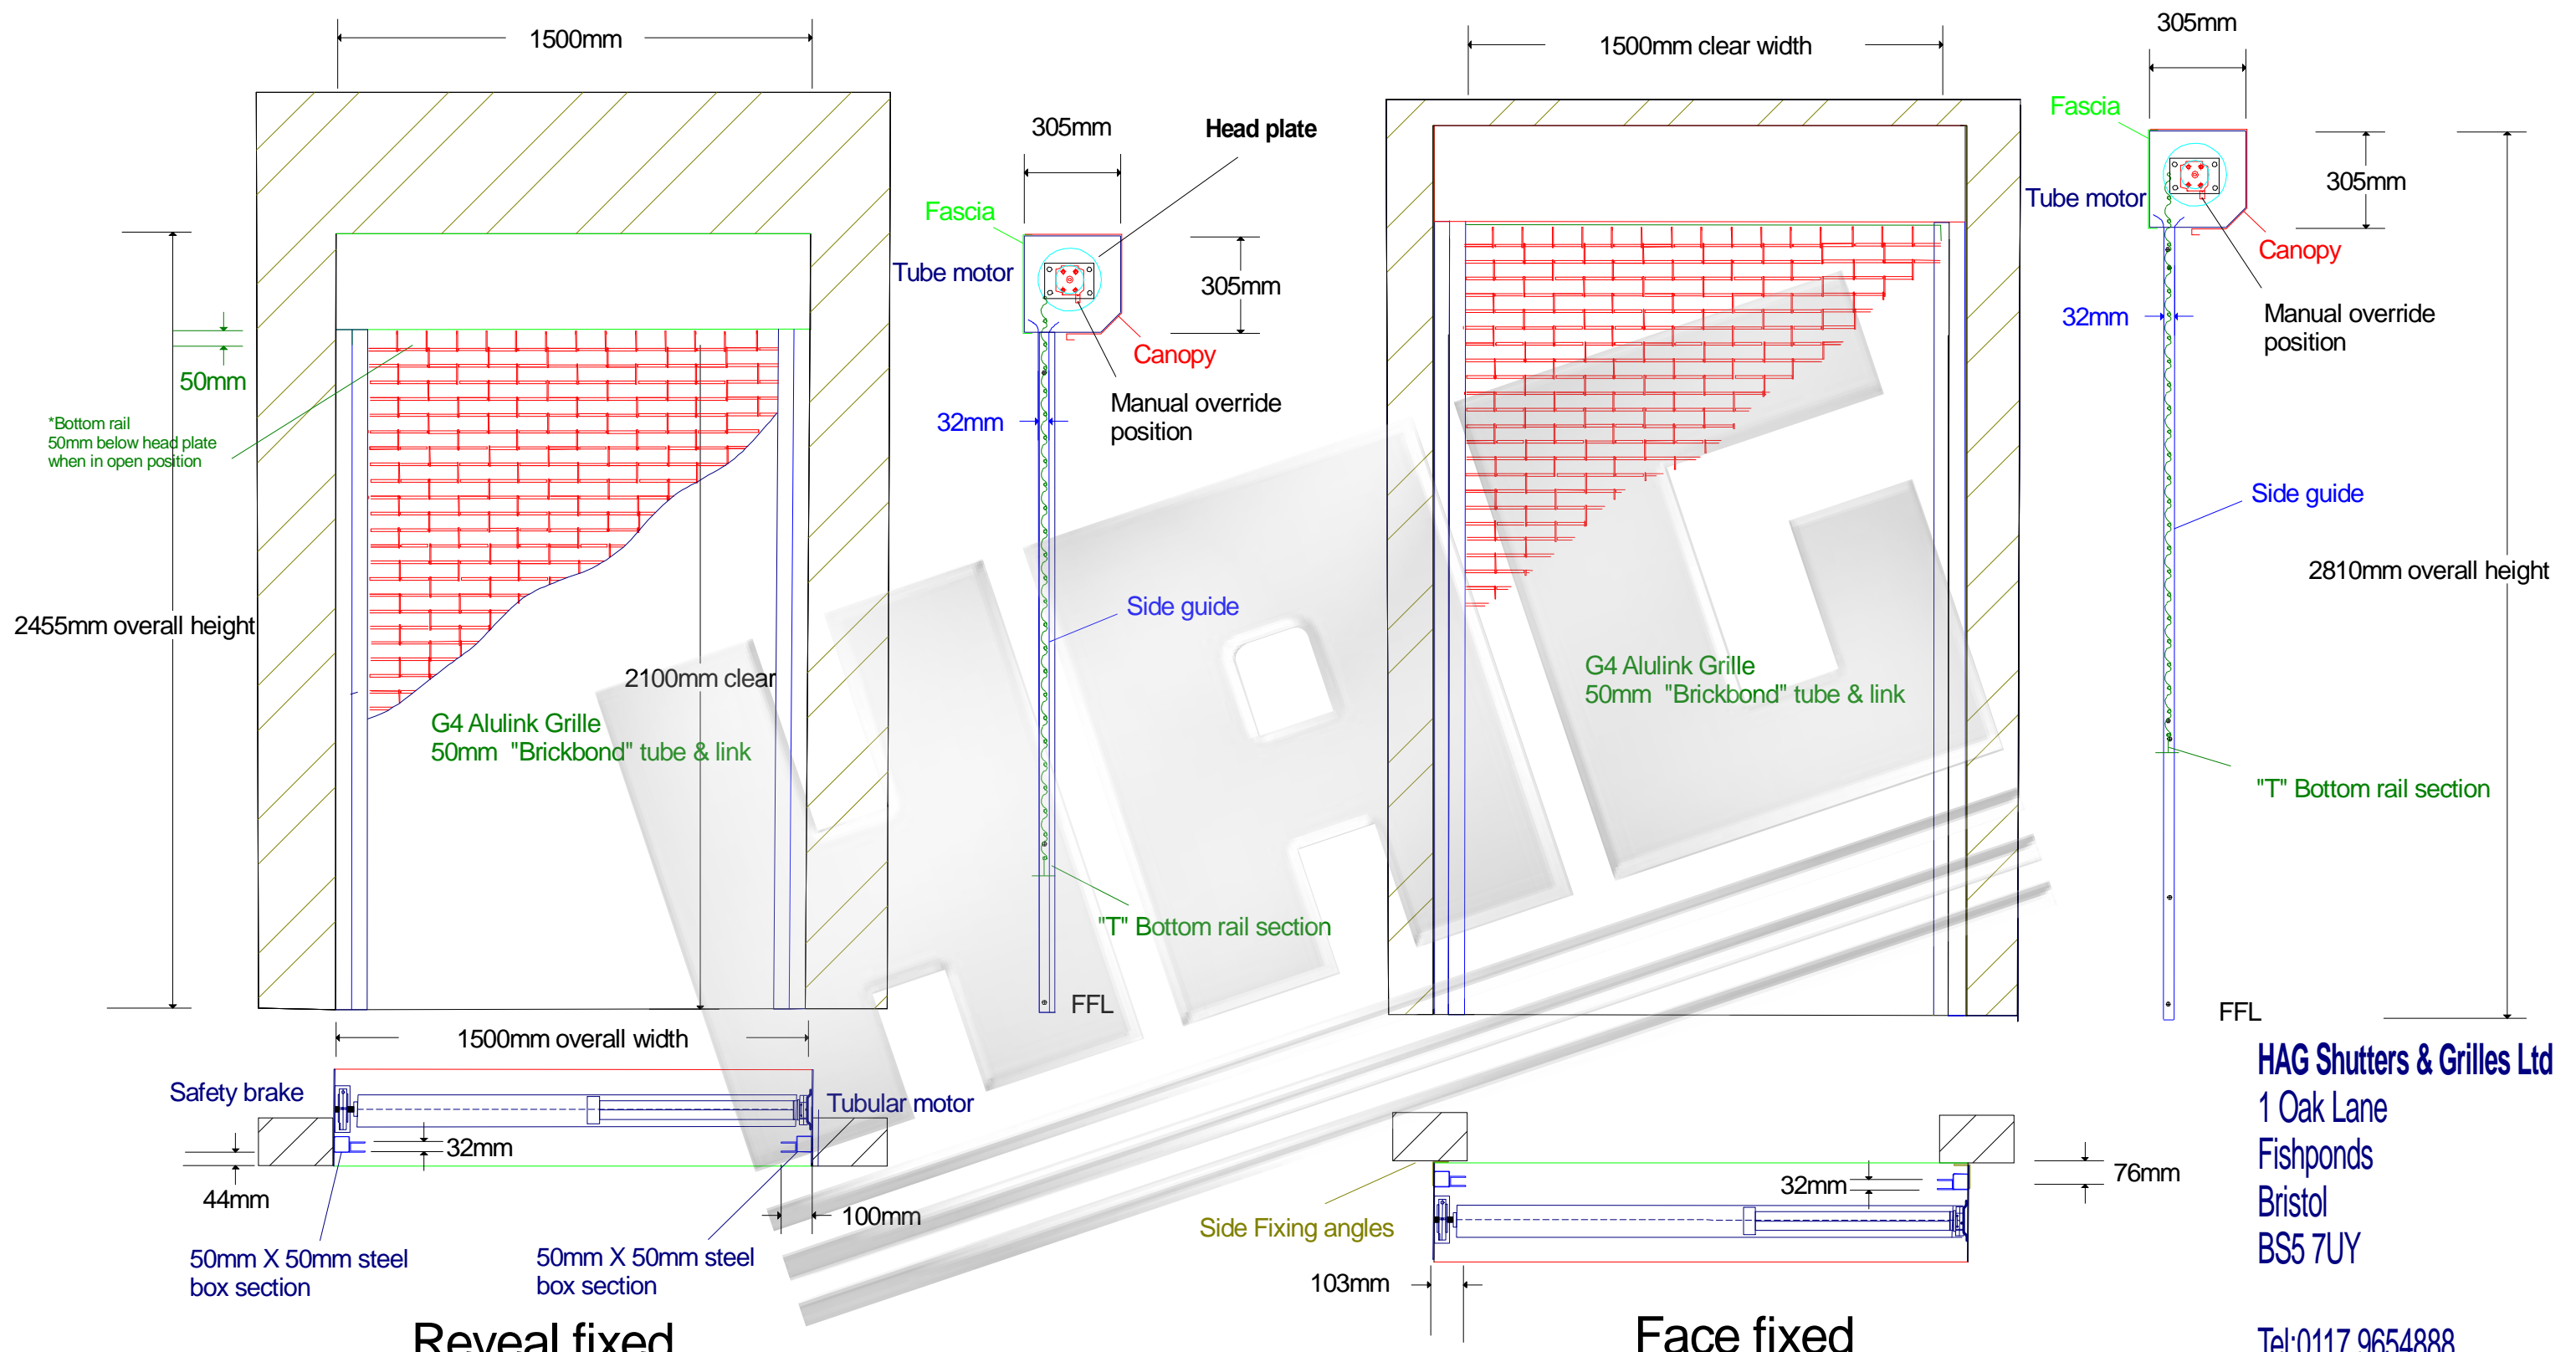 1500mm
305mm
Head plate
Fascia
Tube motor
305mm
Canopy
Manual override
position
32mm
50mm
*Bottom rail
50mm below head plate
when in open position
2455mm overall height
Side guide
2100mm clear
G4 Alulink Grille
50mm "Brickbond" tube & link
"T" Bottom rail section
FFL
1500mm overall width
Safety brake
Tubular motor
32mm
44mm
100mm
50mm X 50mm steel
box section
50mm X 50mm steel
box section
Reveal fixed
1500mm clear width
305mm
Fascia
Tube motor
305mm
Canopy
Manual override
position
32mm
Side guide
2810mm overall height
G4 Alulink Grille
50mm "Brickbond" tube & link
"T" Bottom rail section
FFL
32mm
76mm
Side Fixing angles
103mm
Face fixed
HAG
HAG Shutters & Grilles Ltd
1 Oak Lane
Fishponds
Bristol
BS5 7UY
Tel:0117 9654888